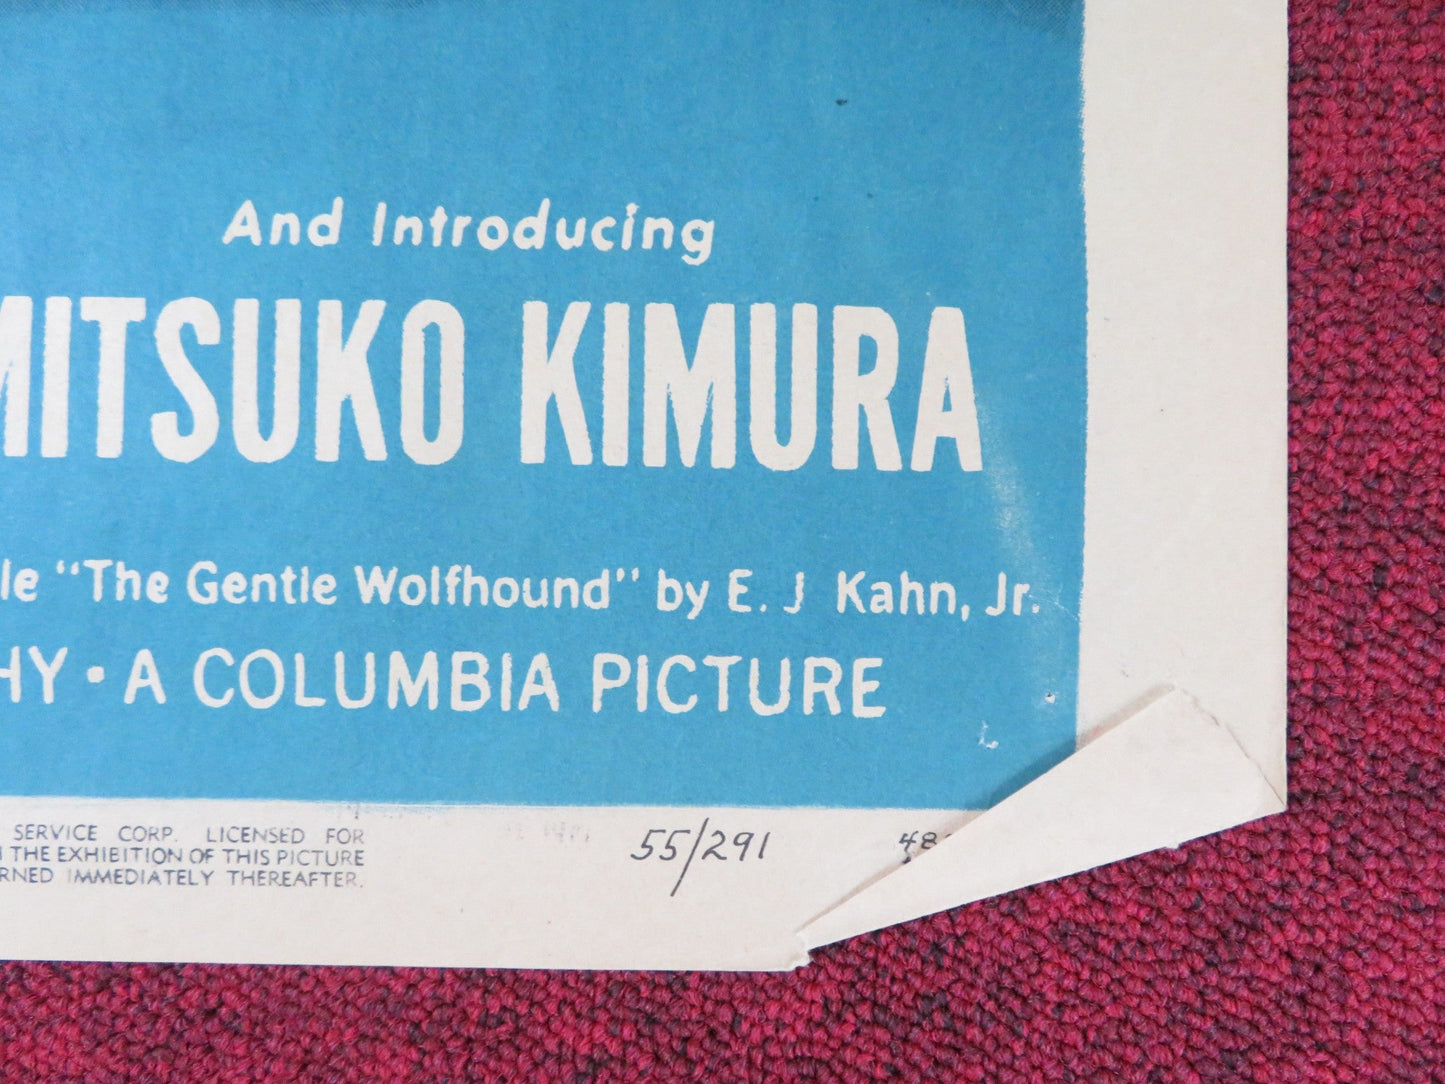 And Introducing
MITSUKO KIMURA
le "The Gentle Wolfhound" by E. J Kahn, Jr.
HY • A COLUMBIA PICTURE
SERVICE CORP. LICENSED FOR
THE EXHIBITION OF THIS PICTURE
RNED IMMEDIATELY THEREAFTER.
55/291
48